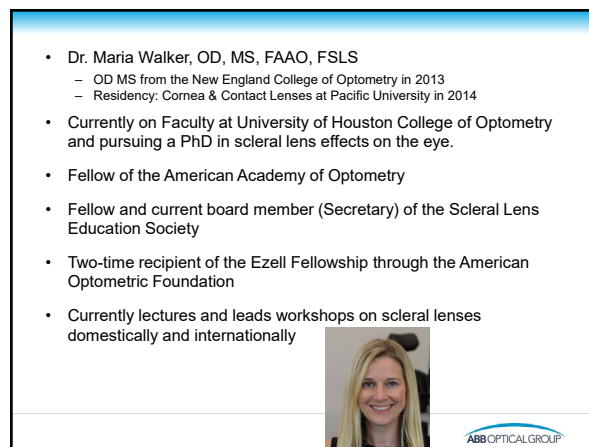 • Dr. Maria Walker, OD, MS, FAAO, FSLS
– OD MS from the New England College of Optometry in 2013
– Residency: Cornea & Contact Lenses at Pacific University in 2014
• Currently on Faculty at University of Houston College of Optometry
and pursuing a PhD in scleral lens effects on the eye.
• Fellow of the American Academy of Optometry
• Fellow and current board member (Secretary) of the Scleral Lens
Education Society
• Two-time recipient of the Ezell Fellowship through the American
Optometric Foundation
• Currently lectures and leads workshops on scleral lenses
domestically and internationally
ABB OPTICAL GROUP